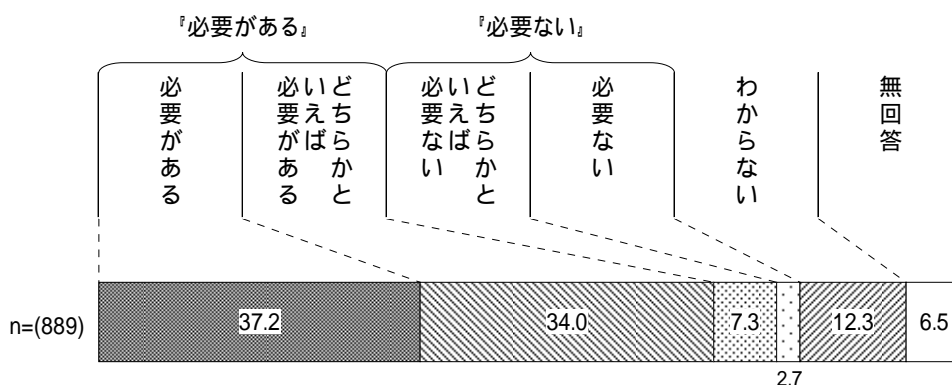 『必要がある』
『必要ない』
必要がある
どちらかと
いえば
必要がある
どちらかと
いえば
必要ない
必要ない
わからない
無回答
n=(889)
37.2
34.0
7.3
2.7
12.3
6.5